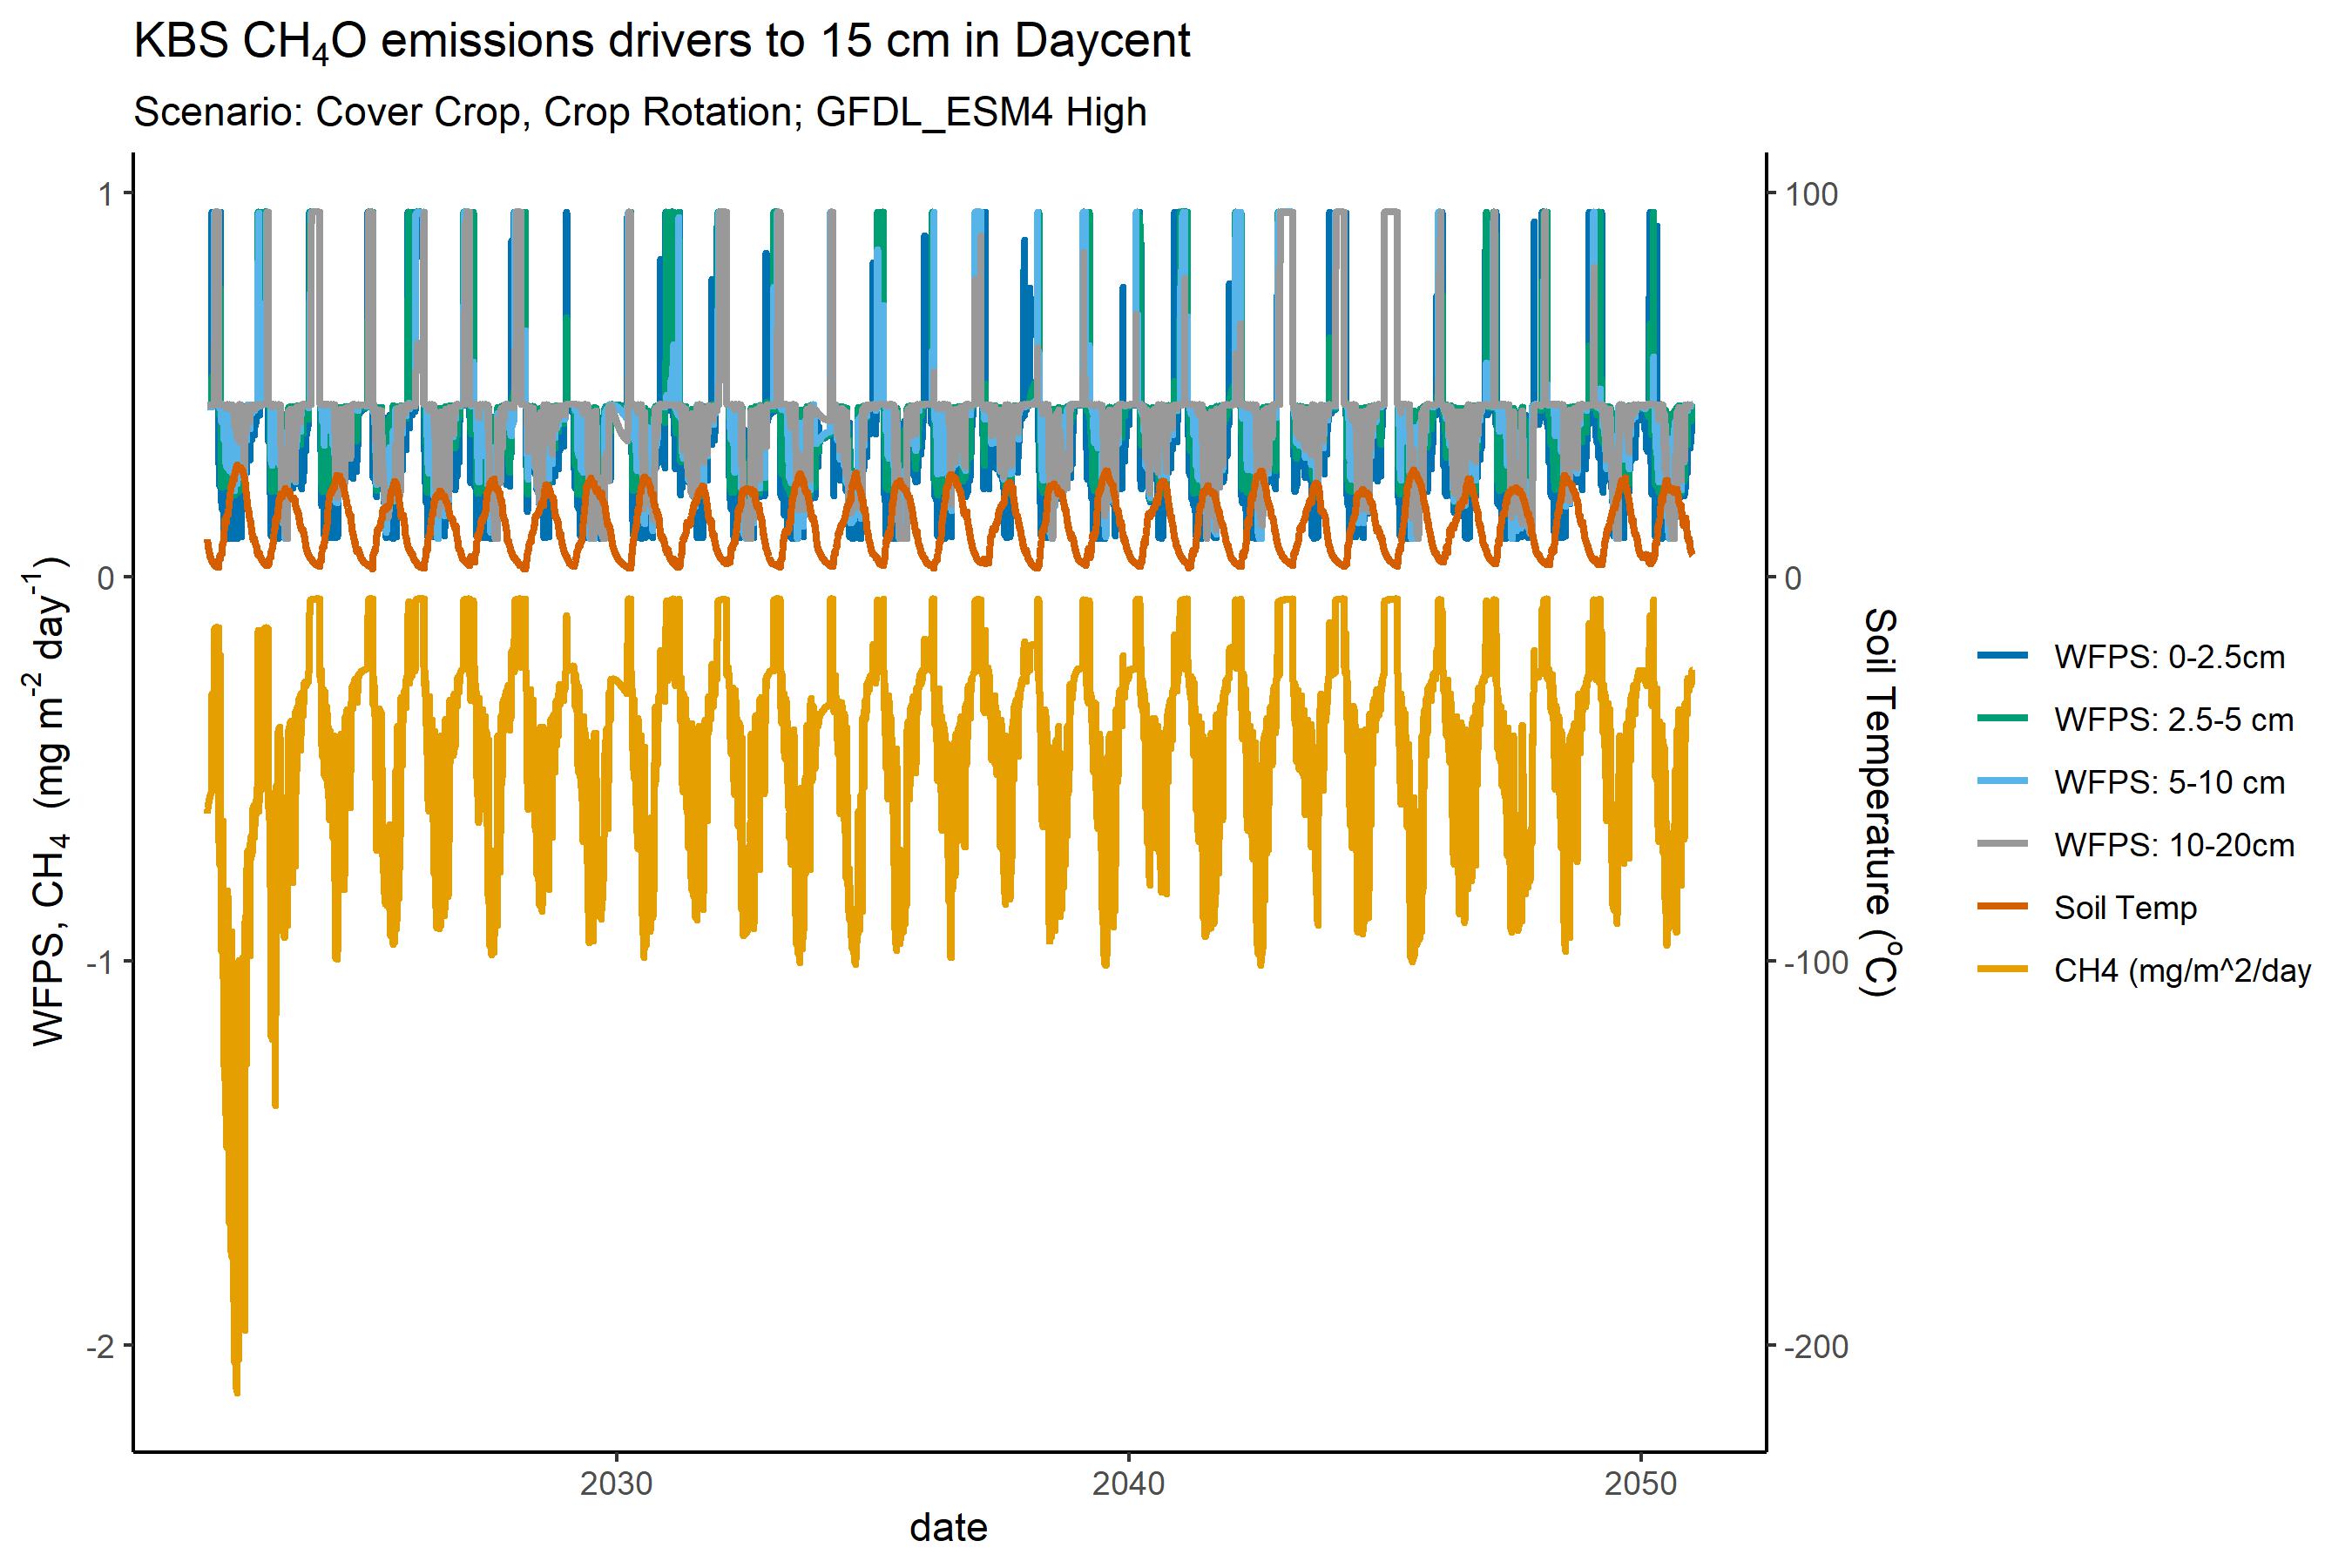 KBS CH₄O emissions drivers to 15 cm in Daycent
Scenario: Cover Crop, Crop Rotation; GFDL_ESM4 High
1
0
-1
-2
WFPS, CH₄ (mg m⁻² day⁻¹)
100
0
-100
-200
Soil Temperature (°C)
2030
2040
2050
date
WFPS: 0-2.5cm
WFPS: 2.5-5 cm
WFPS: 5-10 cm
WFPS: 10-20cm
Soil Temp
CH4 (mg/m^2/day